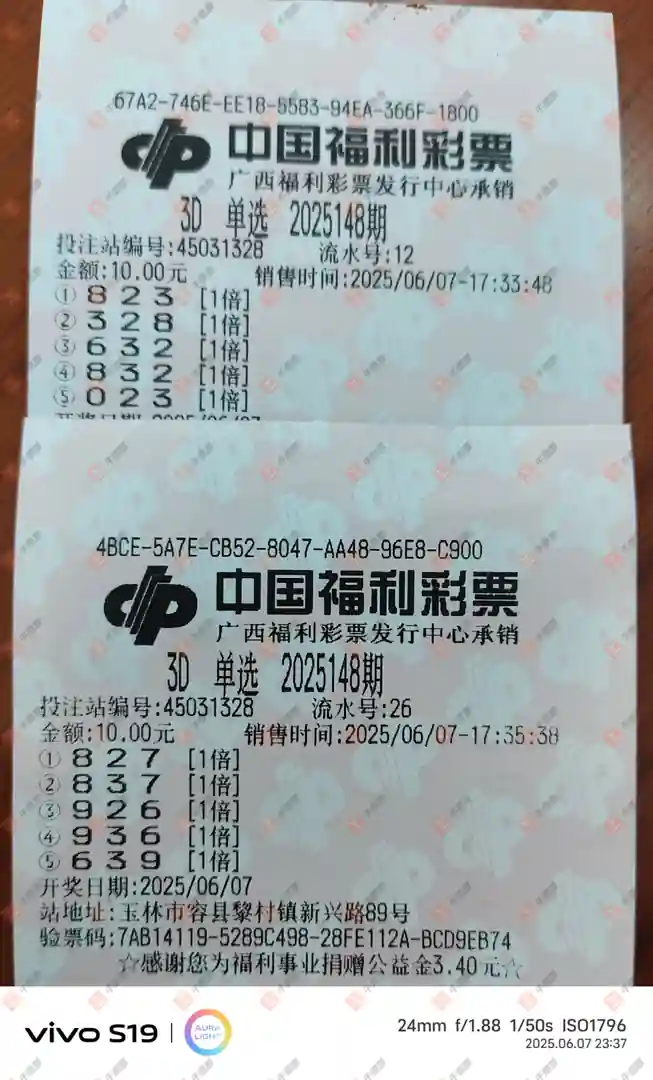 67A2-746E-EE18-5583-94EA-366F-1800
中国福利彩票
广西福利彩票发行中心承销
3D 单选 2025148期
投注站编号:45031328 流水号:12
金额:10.00元 销售时间:2025/06/07-17:33:48
① 8 2 3 [1倍]
② 3 2 8 [1倍]
③ 6 3 2 [1倍]
④ 8 3 2 [1倍]
⑤ 0 2 3 [1倍]
开奖日期:2025/06/07
4BCE-5A7E-CB52-8047-AA48-96E8-C900
中国福利彩票
广西福利彩票发行中心承销
3D 单选 2025148期
投注站编号:45031328 流水号:26
金额:10.00元 销售时间:2025/06/07-17:35:38
① 8 2 7 [1倍]
② 8 3 7 [1倍]
③ 9 2 6 [1倍]
④ 9 3 6 [1倍]
⑤ 6 3 9 [1倍]
开奖日期:2025/06/07
站地址:玉林市容县黎村镇新兴路89号
验票码:7AB14119-5289C498-28FE112A-BCD9EB74
☆感谢您为福利事业捐赠公益金3.40元☆
vivo S19 | AURA LIGHT 24mm f/1.88 1/50s ISO1796
2025.06.07 23:37